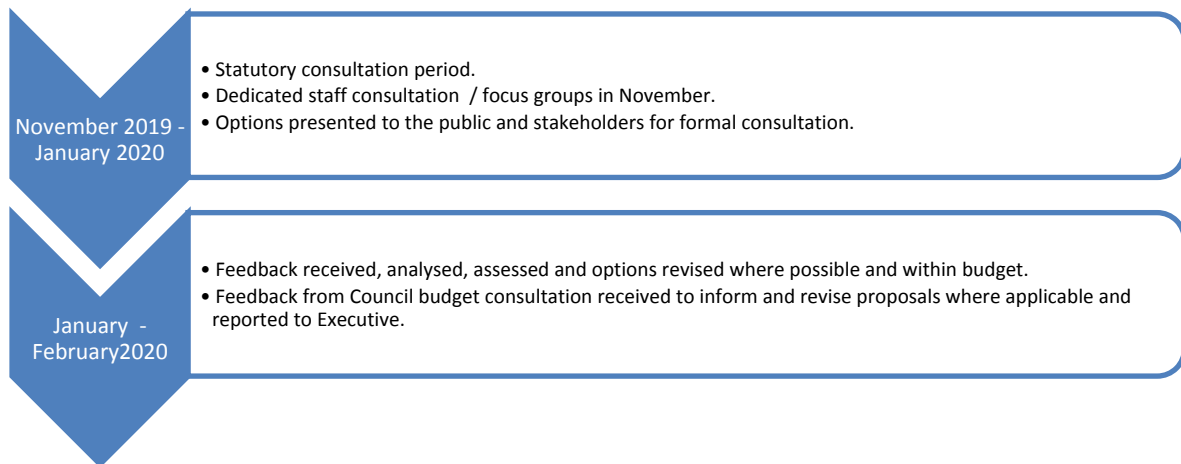 November 2019 -
January 2020
• Statutory consultation period.
• Dedicated staff consultation / focus groups in November.
• Options presented to the public and stakeholders for formal consultation.
January -
February2020
• Feedback received, analysed, assessed and options revised where possible and within budget.
• Feedback from Council budget consultation received to inform and revise proposals where applicable and
reported to Executive.